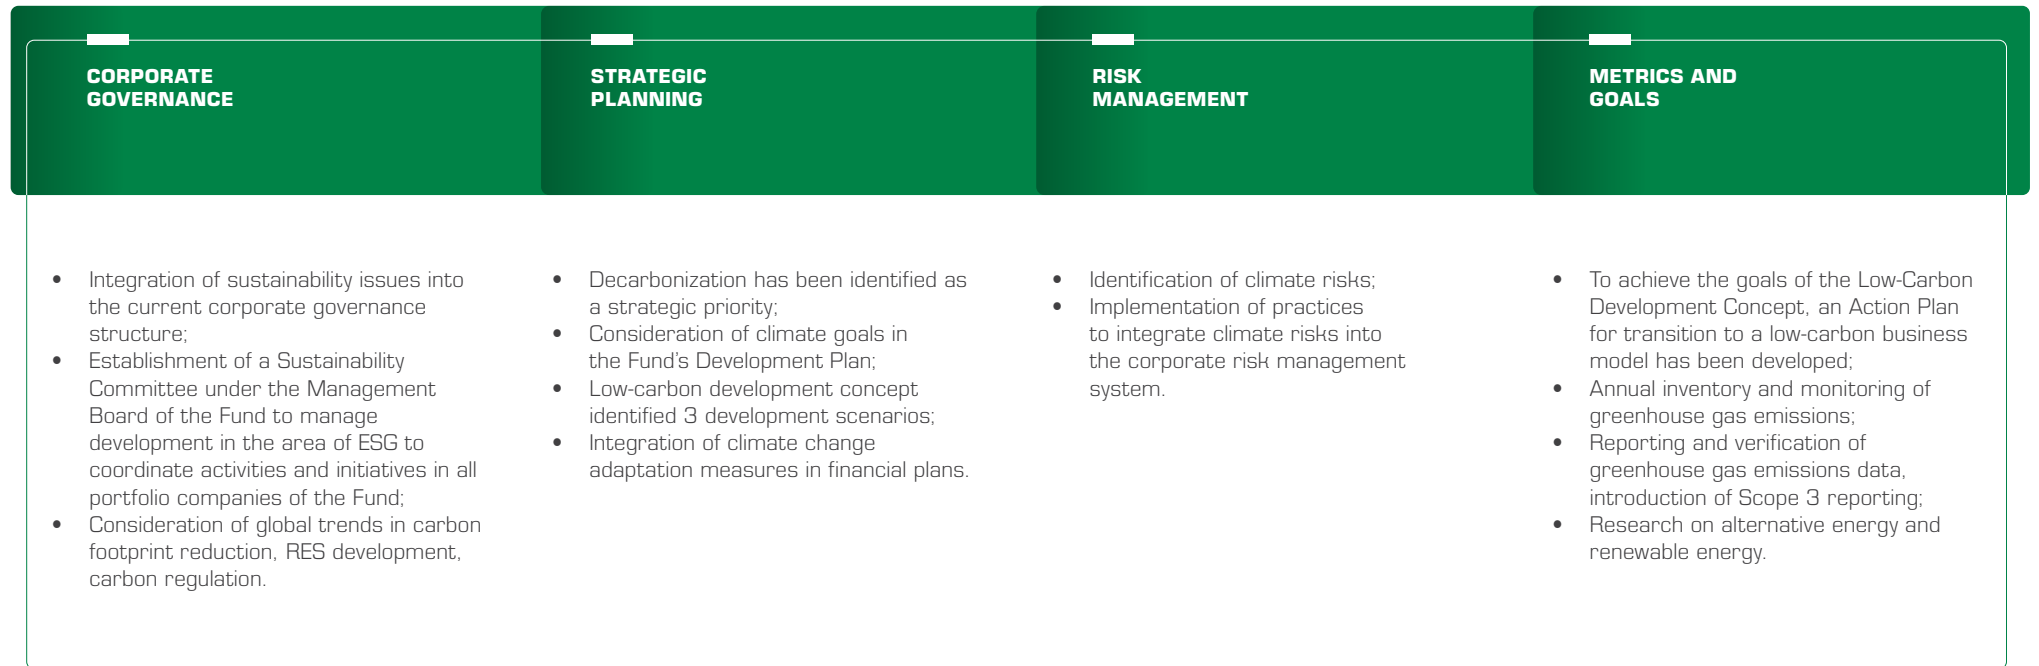 CORPORATE
GOVERNANCE
• Integration of sustainability issues into
the current corporate governance
structure;
• Establishment of a Sustainability
Committee under the Management
Board of the Fund to manage
development in the area of ESG to
coordinate activities and initiatives in all
portfolio companies of the Fund;
• Consideration of global trends in carbon
footprint reduction, RES development,
carbon regulation.
STRATEGIC
PLANNING
• Decarbonization has been identified as
a strategic priority;
• Consideration of climate goals in
the Fund's Development Plan;
• Low-carbon development concept
identified 3 development scenarios;
• Integration of climate change
adaptation measures in financial plans.
RISK
MANAGEMENT
• Identification of climate risks;
• Implementation of practices
to integrate climate risks into
the corporate risk management
system.
METRICS AND
GOALS
• To achieve the goals of the Low-Carbon
Development Concept, an Action Plan
for transition to a low-carbon business
model has been developed;
• Annual inventory and monitoring of
greenhouse gas emissions;
• Reporting and verification of
greenhouse gas emissions data,
introduction of Scope 3 reporting;
• Research on alternative energy and
renewable energy.